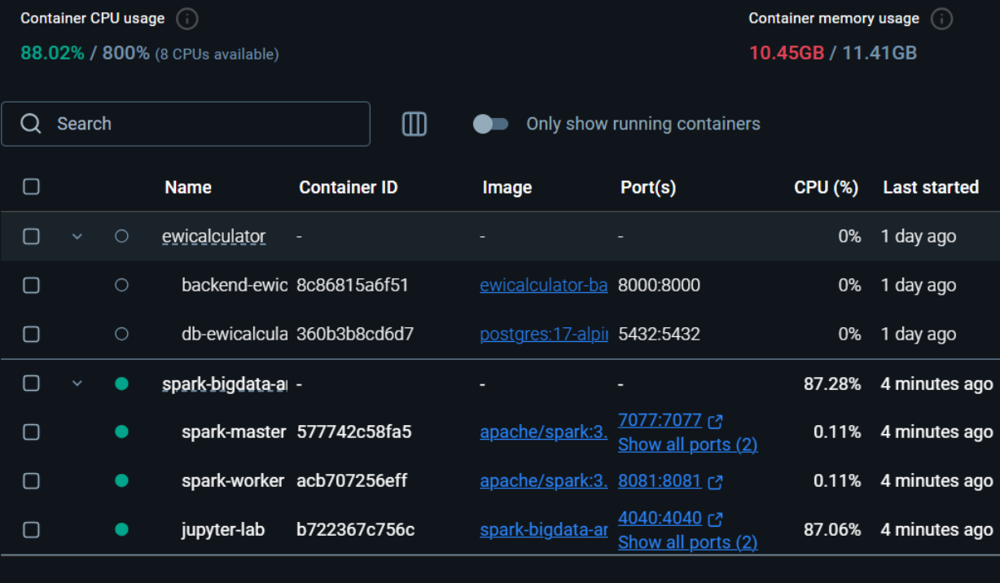 Container CPU usage
Container memory usage
88.02% / 800% (8 CPUs available)
10.45GB / 11.41GB
Search
Only show running containers
Name Container ID Image Port(s) CPU (%) Last started
ewicalculator - - - 0% 1 day ago
backend-ewic 8c86815a6f51 ewicalculator-ba 8000:8000 0% 1 day ago
db-ewicalcula 360b3b8cd6d7 postgres:17-alpi 5432:5432 0% 1 day ago
spark-bigdata-a - - - 87.28% 4 minutes ago
spark-master 577742c58fa5 apache/spark:3. 7077:7077 0.11% 4 minutes ago
Show all ports (2)
spark-worker acb707256eff apache/spark:3. 8081:8081 0.11% 4 minutes ago
jupyter-lab b722367c756c spark-bigdata-ar 4040:4040 87.06% 4 minutes ago
Show all ports (2)